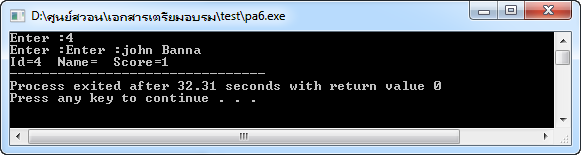 D:\ศูนย์สวอน\เอกสารเตรียมอบรม\test\pa6.exe
Enter :4
Enter :Enter :john Banna
Id=4  Name=  Score=1
--------------------------------
Process exited after 32.31 seconds with return value 0
Press any key to continue . . .